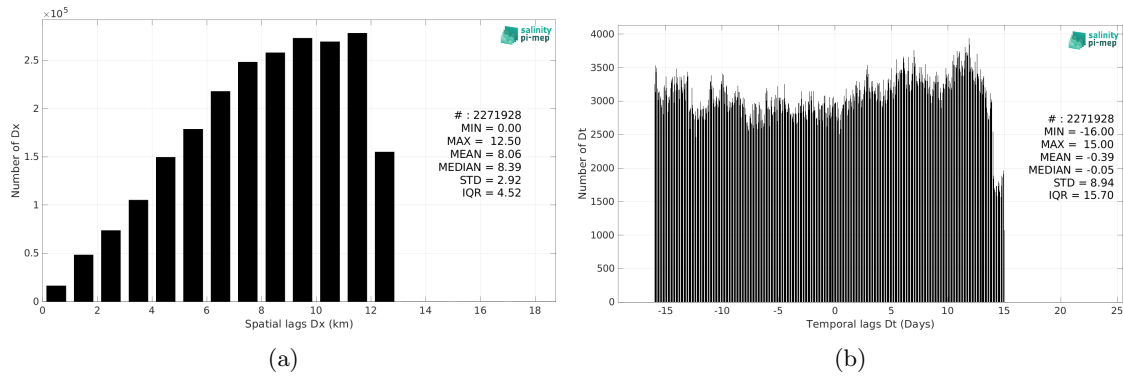 ×10⁵
2.5
2
1.5
1
0.5
0
Number of Dx
salinity
pi-mep
# : 2271928
MIN = 0.00
MAX = 12.50
MEAN = 8.06
MEDIAN = 8.39
STD = 2.92
IQR = 4.52
0 2 4 6 8 10 12 14 16 18
Spatial lags Dx (km)
(a)
4000
3500
3000
2500
2000
1500
1000
500
0
Number of Dt
salinity
pi-mep
# : 2271928
MIN = -16.00
MAX = 15.00
MEAN = -0.39
MEDIAN = -0.05
STD = 8.94
IQR = 15.70
-15 -10 -5 0 5 10 15 20 25
Temporal lags Dt (Days)
(b)